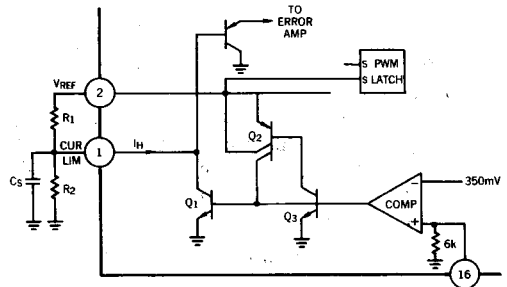 TO
ERROR
AMP
S PWM
S LATCH
VREF
2
R1
Q2
CUR
LIM
1
IH
CS
R2
Q1
Q3
COMP
−
+
350mV
6k
16